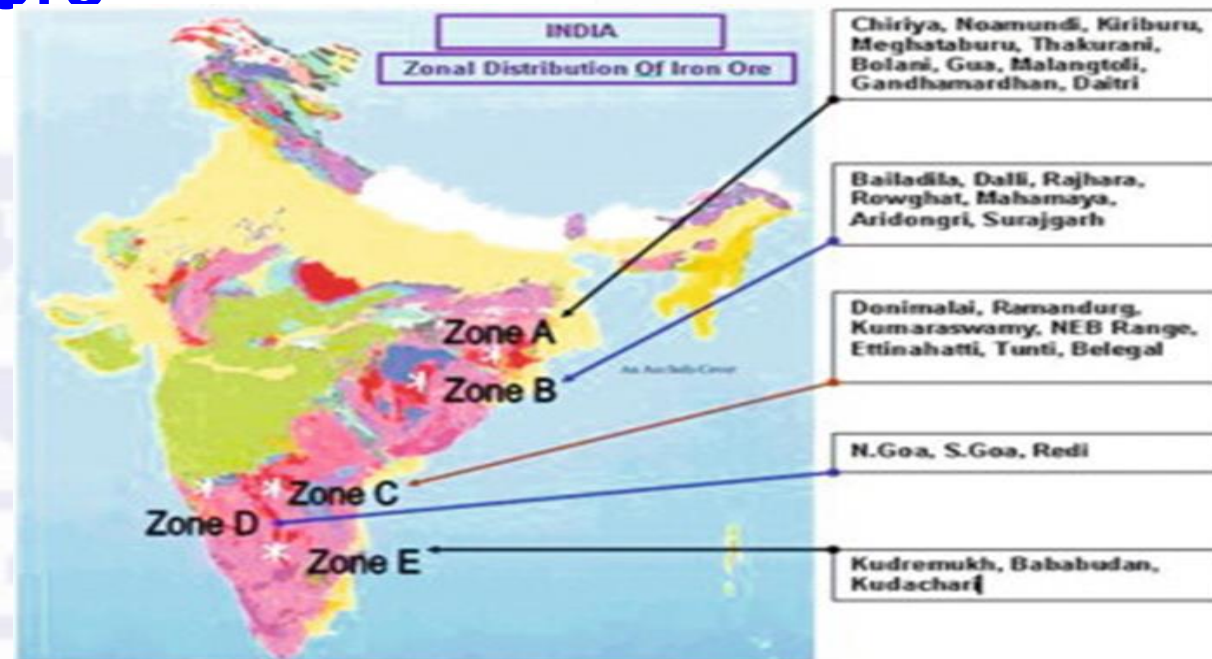 INDIA
Zonal Distribution Of Iron Ore
Chiriya, Noamundi, Kiriburu,
Meghataburu, Thakurani,
Bolani, Gua, Malangtoli,
Gandhamardhan, Daitri
Bailadila, Dalli, Rajhara,
Rowghat, Mahamaya,
Aridongri, Surajgarh
Donimalai, Ramandurg,
Kumaraswamy, NEB Range,
Ettinahatti, Tunti, Belegal
N.Goa, S.Goa, Redi
Kudremukh, Bababudan,
Kudachari
Zone A
Zone B
Zone C
Zone D
Zone E